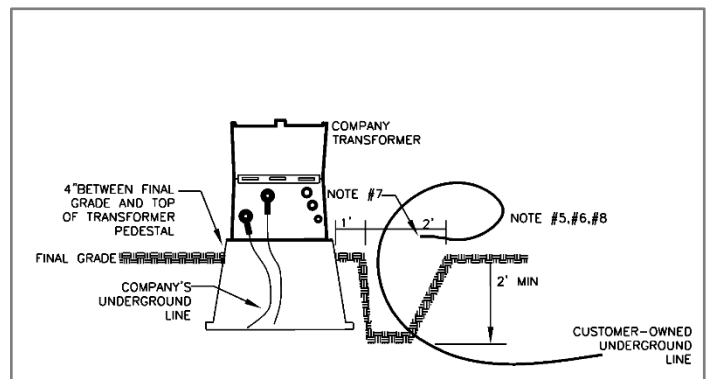 COMPANY
TRANSFORMER
4"BETWEEN FINAL
GRADE AND TOP
OF TRANSFORMER
PEDESTAL
NOTE #7
1'
2'
NOTE #5,#6,#8
FINAL GRADE
2' MIN
COMPANY'S
UNDERGROUND
LINE
CUSTOMER-OWNED
UNDERGROUND
LINE